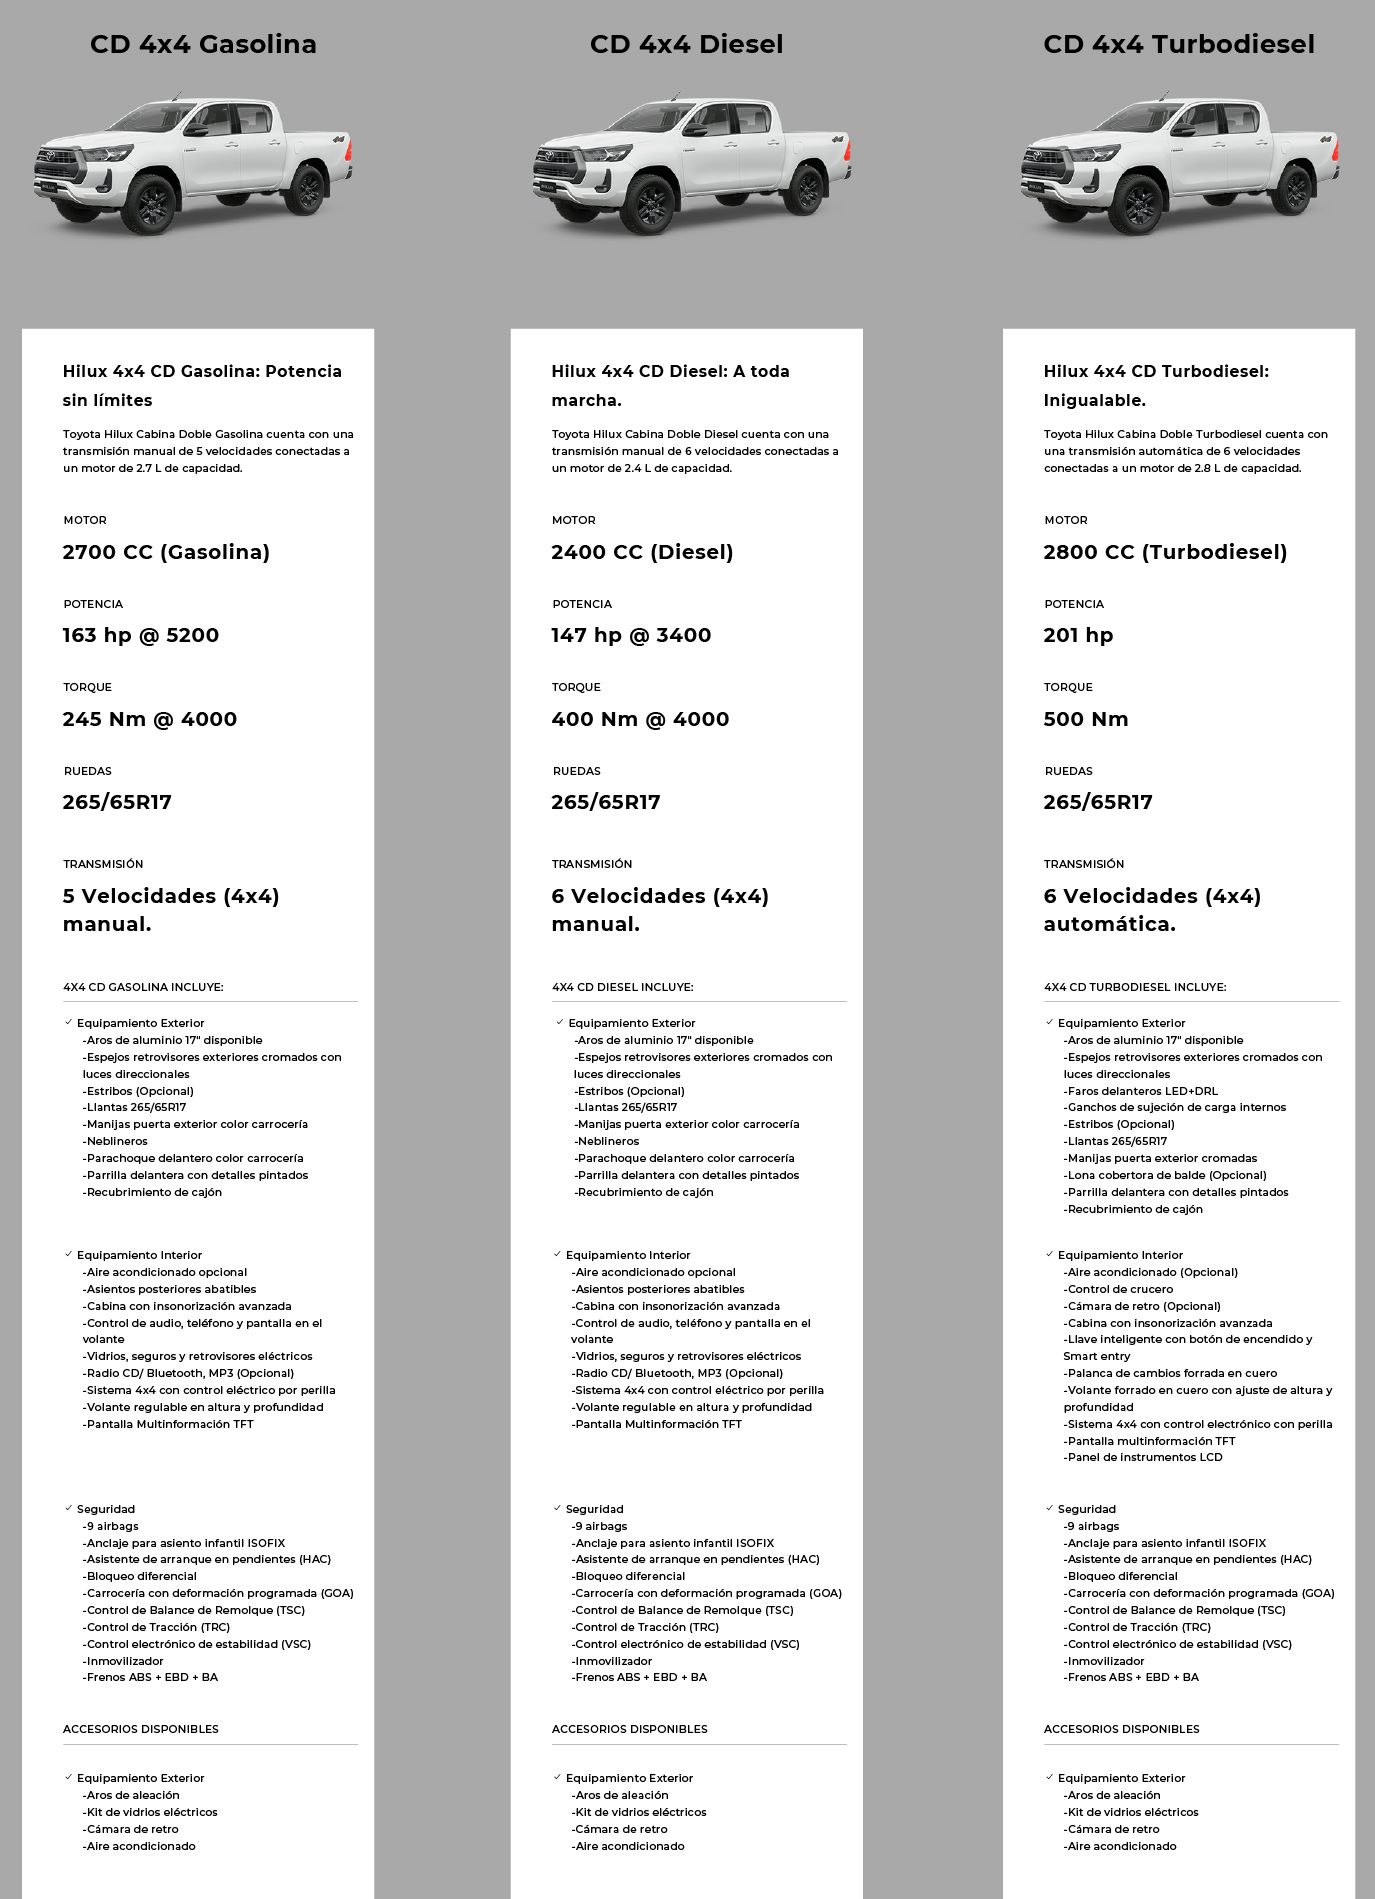 CD 4x4 Gasolina
Hilux 4x4 CD Gasolina: Potencia
sin límites
Toyota Hilux Cabina Doble Gasolina cuenta con una
transmisión manual de 5 velocidades conectadas a
un motor de 2.7 L de capacidad.
MOTOR
2700 CC (Gasolina)
POTENCIA
163 hp @ 5200
TORQUE
245 Nm @ 4000
RUEDAS
265/65R17
TRANSMISIÓN
5 Velocidades (4x4)
manual.
4X4 CD GASOLINA INCLUYE:
✓ Equipamiento Exterior
-Aros de aluminio 17" disponible
-Espejos retrovisores exteriores cromados con
luces direccionales
-Estribos (Opcional)
-Llantas 265/65R17
-Manijas puerta exterior color carrocería
-Neblineros
-Parachoque delantero color carrocería
-Parrilla delantera con detalles pintados
-Recubrimiento de cajón
✓ Equipamiento Interior
-Aire acondicionado opcional
-Asientos posteriores abatibles
-Cabina con insonorización avanzada
-Control de audio, teléfono y pantalla en el
volante
-Vidrios, seguros y retrovisores eléctricos
-Radio CD/ Bluetooth, MP3 (Opcional)
-Sistema 4x4 con control eléctrico por perilla
-Volante regulable en altura y profundidad
-Pantalla Multinformación TFT
✓ Seguridad
-9 airbags
-Anclaje para asiento infantil ISOFIX
-Asistente de arranque en pendientes (HAC)
-Bloqueo diferencial
-Carrocería con deformación programada (GOA)
-Control de Balance de Remolque (TSC)
-Control de Tracción (TRC)
-Control electrónico de estabilidad (VSC)
-Inmovilizador
-Frenos ABS + EBD + BA
ACCESORIOS DISPONIBLES
✓ Equipamiento Exterior
-Aros de aleación
-Kit de vidrios eléctricos
-Cámara de retro
-Aire acondicionado
CD 4x4 Diesel
Hilux 4x4 CD Diesel: A toda
marcha.
Toyota Hilux Cabina Doble Diesel cuenta con una
transmisión manual de 6 velocidades conectadas a
un motor de 2.4 L de capacidad.
MOTOR
2400 CC (Diesel)
POTENCIA
147 hp @ 3400
TORQUE
400 Nm @ 4000
RUEDAS
265/65R17
TRANSMISIÓN
6 Velocidades (4x4)
manual.
4X4 CD DIESEL INCLUYE:
✓ Equipamiento Exterior
-Aros de aluminio 17" disponible
-Espejos retrovisores exteriores cromados con
luces direccionales
-Estribos (Opcional)
-Llantas 265/65R17
-Manijas puerta exterior color carrocería
-Neblineros
-Parachoque delantero color carrocería
-Parrilla delantera con detalles pintados
-Recubrimiento de cajón
✓ Equipamiento Interior
-Aire acondicionado opcional
-Asientos posteriores abatibles
-Cabina con insonorización avanzada
-Control de audio, teléfono y pantalla en el
volante
-Vidrios, seguros y retrovisores eléctricos
-Radio CD/ Bluetooth, MP3 (Opcional)
-Sistema 4x4 con control eléctrico por perilla
-Volante regulable en altura y profundidad
-Pantalla Multinformación TFT
✓ Seguridad
-9 airbags
-Anclaje para asiento infantil ISOFIX
-Asistente de arranque en pendientes (HAC)
-Bloqueo diferencial
-Carrocería con deformación programada (GOA)
-Control de Balance de Remolque (TSC)
-Control de Tracción (TRC)
-Control electrónico de estabilidad (VSC)
-Inmovilizador
-Frenos ABS + EBD + BA
ACCESORIOS DISPONIBLES
✓ Equipamiento Exterior
-Aros de aleación
-Kit de vidrios eléctricos
-Cámara de retro
-Aire acondicionado
CD 4x4 Turbodiesel
Hilux 4x4 CD Turbodiesel:
Inigualable.
Toyota Hilux Cabina Doble Turbodiesel cuenta con
una transmisión automática de 6 velocidades
conectadas a un motor de 2.8 L de capacidad.
MOTOR
2800 CC (Turbodiesel)
POTENCIA
201 hp
TORQUE
500 Nm
RUEDAS
265/65R17
TRANSMISIÓN
6 Velocidades (4x4)
automática.
4X4 CD TURBODIESEL INCLUYE:
✓ Equipamiento Exterior
-Aros de aluminio 17" disponible
-Espejos retrovisores exteriores cromados con
luces direccionales
-Faros delanteros LED+DRL
-Ganchos de sujeción de carga internos
-Estribos (Opcional)
-Llantas 265/65R17
-Manijas puerta exterior cromadas
-Lona cobertora de balde (Opcional)
-Parrilla delantera con detalles pintados
-Recubrimiento de cajón
✓ Equipamiento Interior
-Aire acondicionado (Opcional)
-Control de crucero
-Cámara de retro (Opcional)
-Cabina con insonorización avanzada
-Llave inteligente con botón de encendido y
Smart entry
-Palanca de cambios forrada en cuero
-Volante forrado en cuero con ajuste de altura y
profundidad
-Sistema 4x4 con control electrónico con perilla
-Pantalla multinformación TFT
-Panel de instrumentos LCD
✓ Seguridad
-9 airbags
-Anclaje para asiento infantil ISOFIX
-Asistente de arranque en pendientes (HAC)
-Bloqueo diferencial
-Carrocería con deformación programada (GOA)
-Control de Balance de Remolque (TSC)
-Control de Tracción (TRC)
-Control electrónico de estabilidad (VSC)
-Inmovilizador
-Frenos ABS + EBD + BA
ACCESORIOS DISPONIBLES
✓ Equipamiento Exterior
-Aros de aleación
-Kit de vidrios eléctricos
-Cámara de retro
-Aire acondicionado